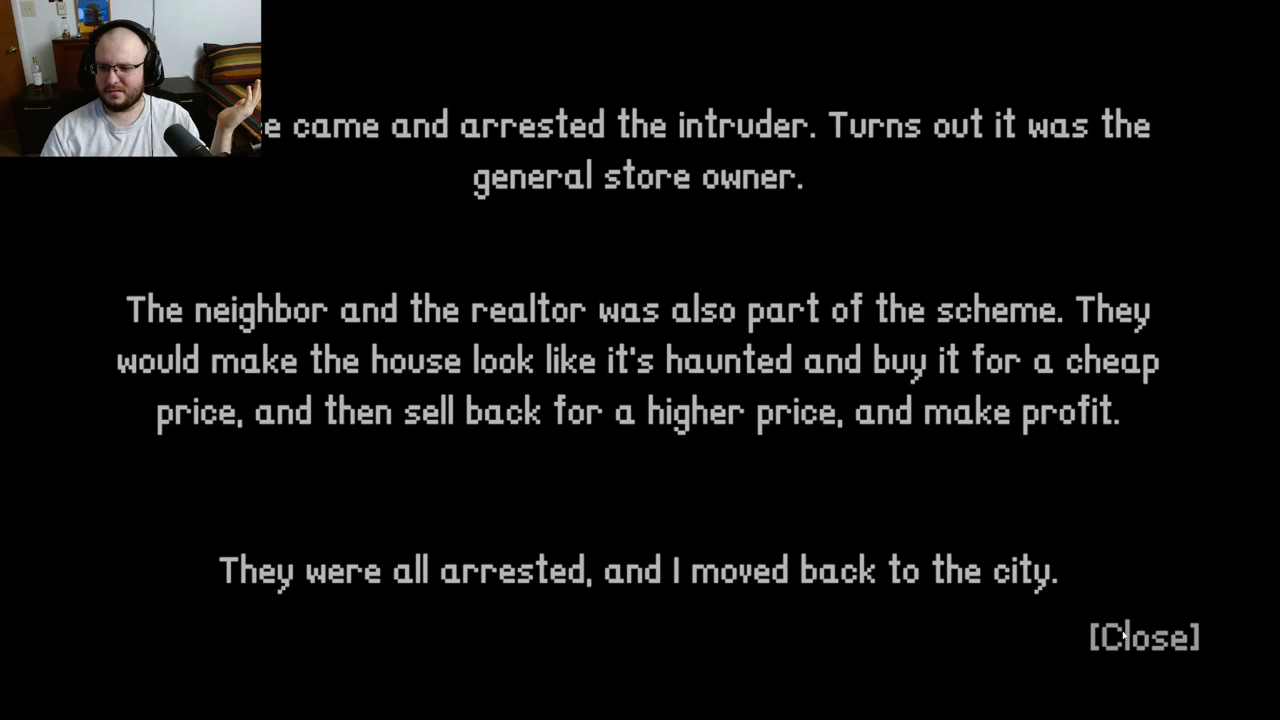 came and arrested the intruder. Turns out it was the
general store owner.
The neighbor and the realtor was also part of the scheme. They
would make the house look like it's haunted and buy it for a cheap
price, and then sell back for a higher price, and make profit.
They were all arrested, and I moved back to the city.
[Close]